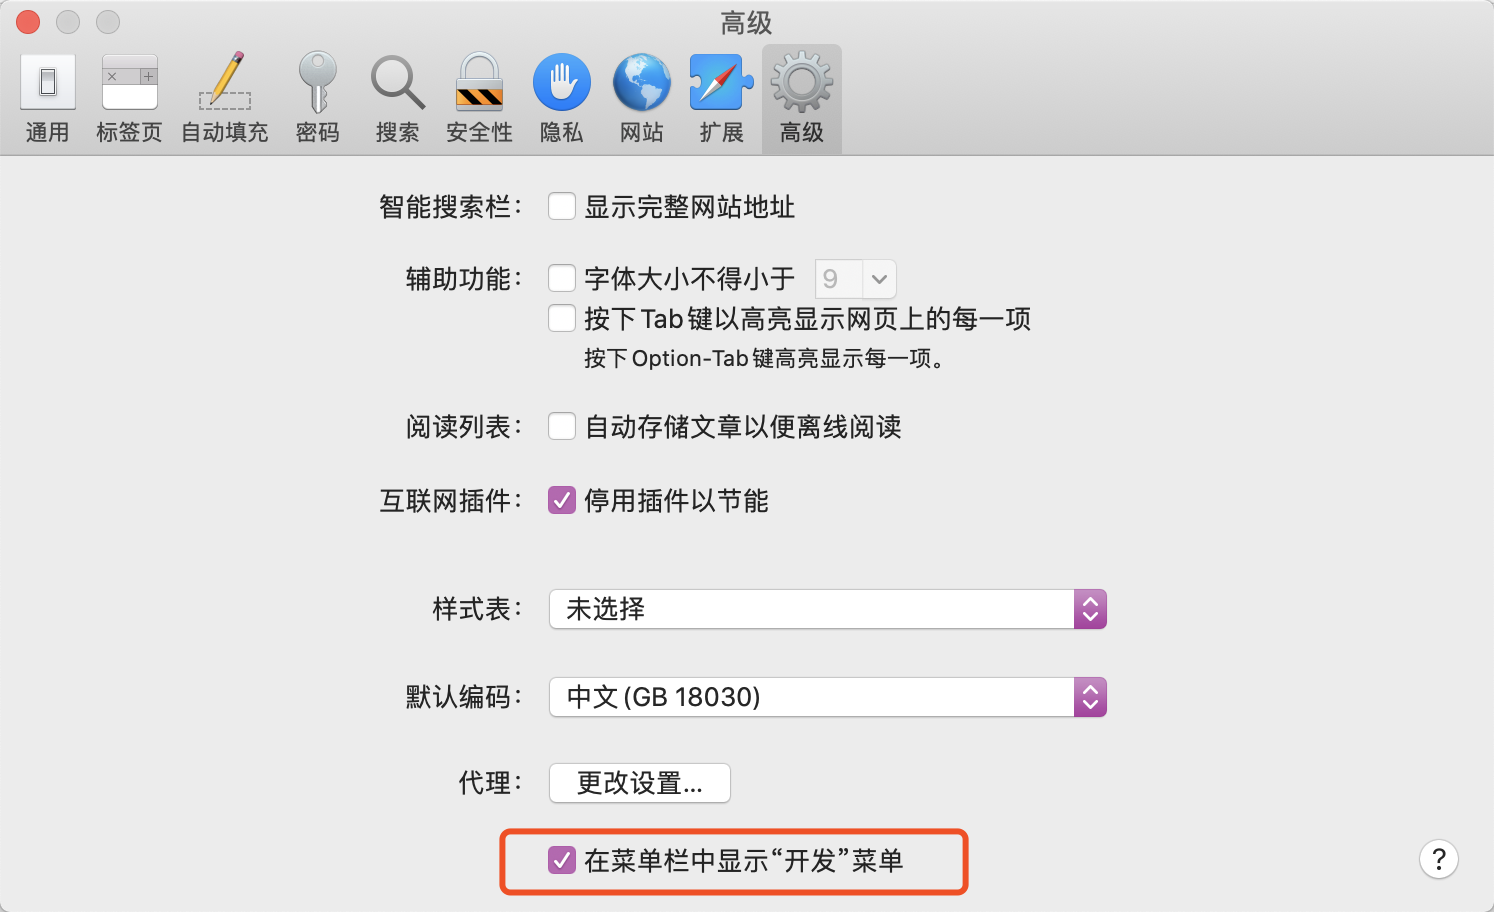 高级
通用 标签页 自动填充 密码 搜索 安全性 隐私 网站 扩展 高级
智能搜索栏： 显示完整网站地址
辅助功能： 字体大小不得小于 9
按下 Tab 键以高亮显示网页上的每一项
按下 Option-Tab 键高亮显示每一项。
阅读列表： 自动存储文章以便离线阅读
互联网插件： 停用插件以节能
样式表： 未选择
默认编码： 中文 (GB 18030)
代理： 更改设置...
在菜单栏中显示“开发”菜单
?